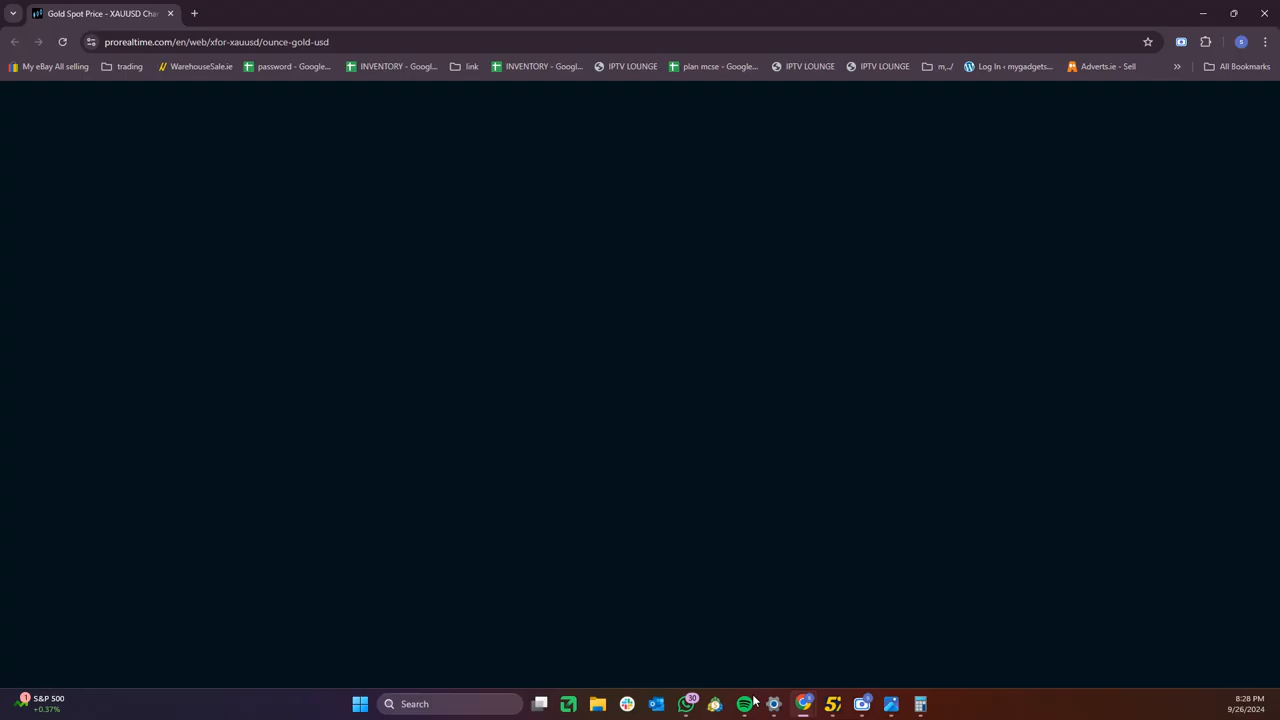 Gold Spot Price - XAUUSD Cha
prorealtime.com/en/web/xfor-xauusd/ounce-gold-usd
S
My eBay All selling
trading
WarehouseSale.ie
password - Google...
INVENTORY - Googl...
link
INVENTORY - Googl...
IPTV LOUNGE
plan mcse - Google...
IPTV LOUNGE
IPTV LOUNGE
m,../
Log In ‹ mygadgets...
Adverts.ie - Sell
All Bookmarks
1
S&P 500
+0.37%
Search
30
8:28 PM
9/26/2024